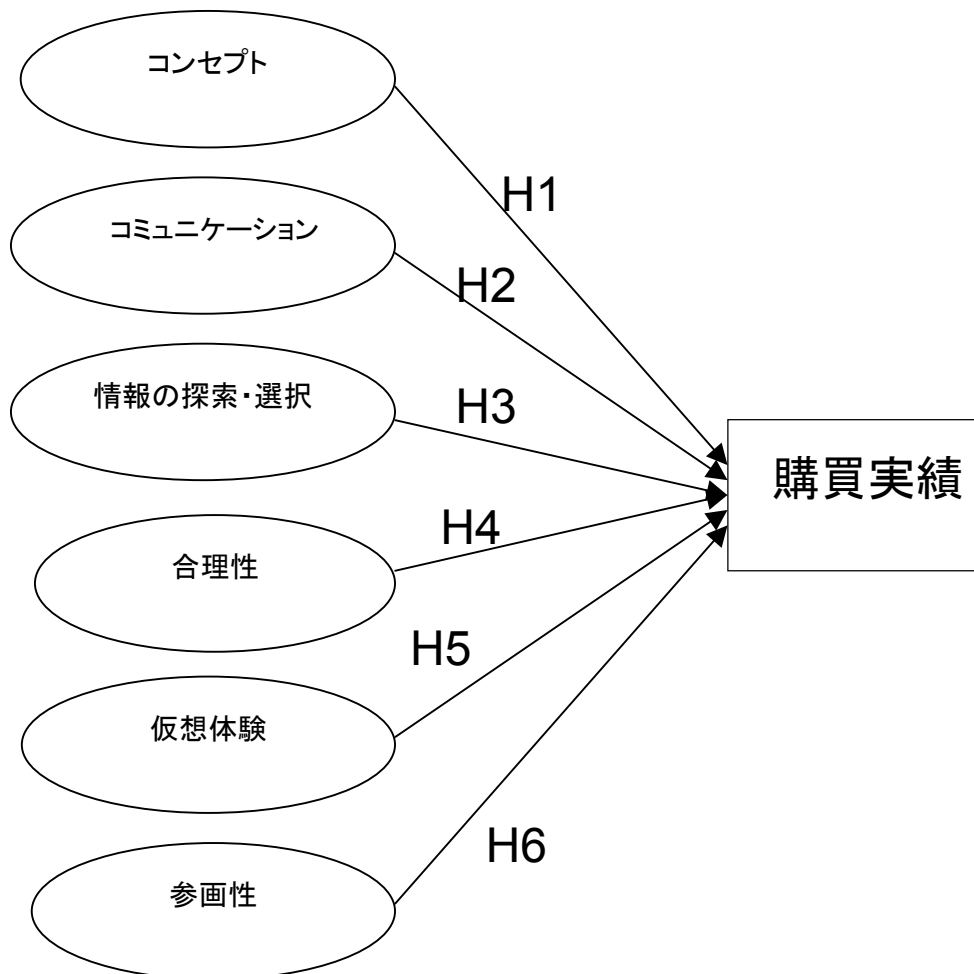 コンセプト
H1
コミュニケーション
H2
情報の探索・選択
H3
購買実績
H4
合理性
H5
仮想体験
H6
参画性